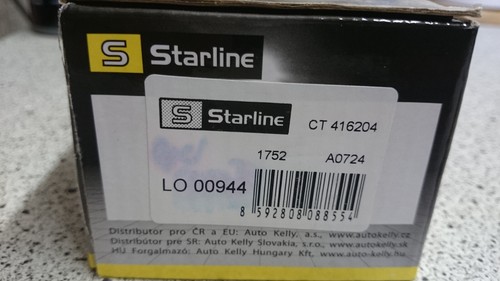 S Starline
S Starline CT 416204
1752 A0724
LO 00944
8 592808 088554
Distributor pro ČR a EU: Auto Kelly, a.s., www.autokelly.cz
Distribútor pre SR: Auto Kelly Slovakia, s.r.o., www.autokelly.sk
HU Forgalmazó: Auto Kelly Hungary Kft, www.auto-kelly.hu